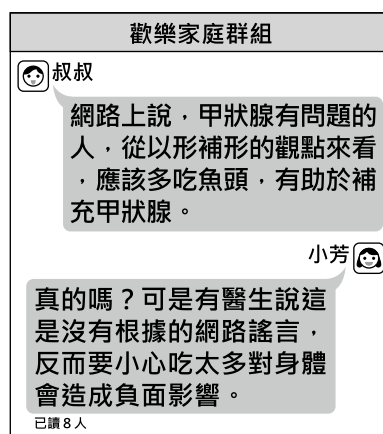 歡樂家庭群組
叔叔
網路上說，甲狀腺有問題的
人，從以形補形的觀點來看
，應該多吃魚頭，有助於補
充甲狀腺。
小芳
真的嗎？可是有醫生說這
是沒有根據的網路謠言，
反而要小心吃太多對身體
會造成負面影響。
已讀8人